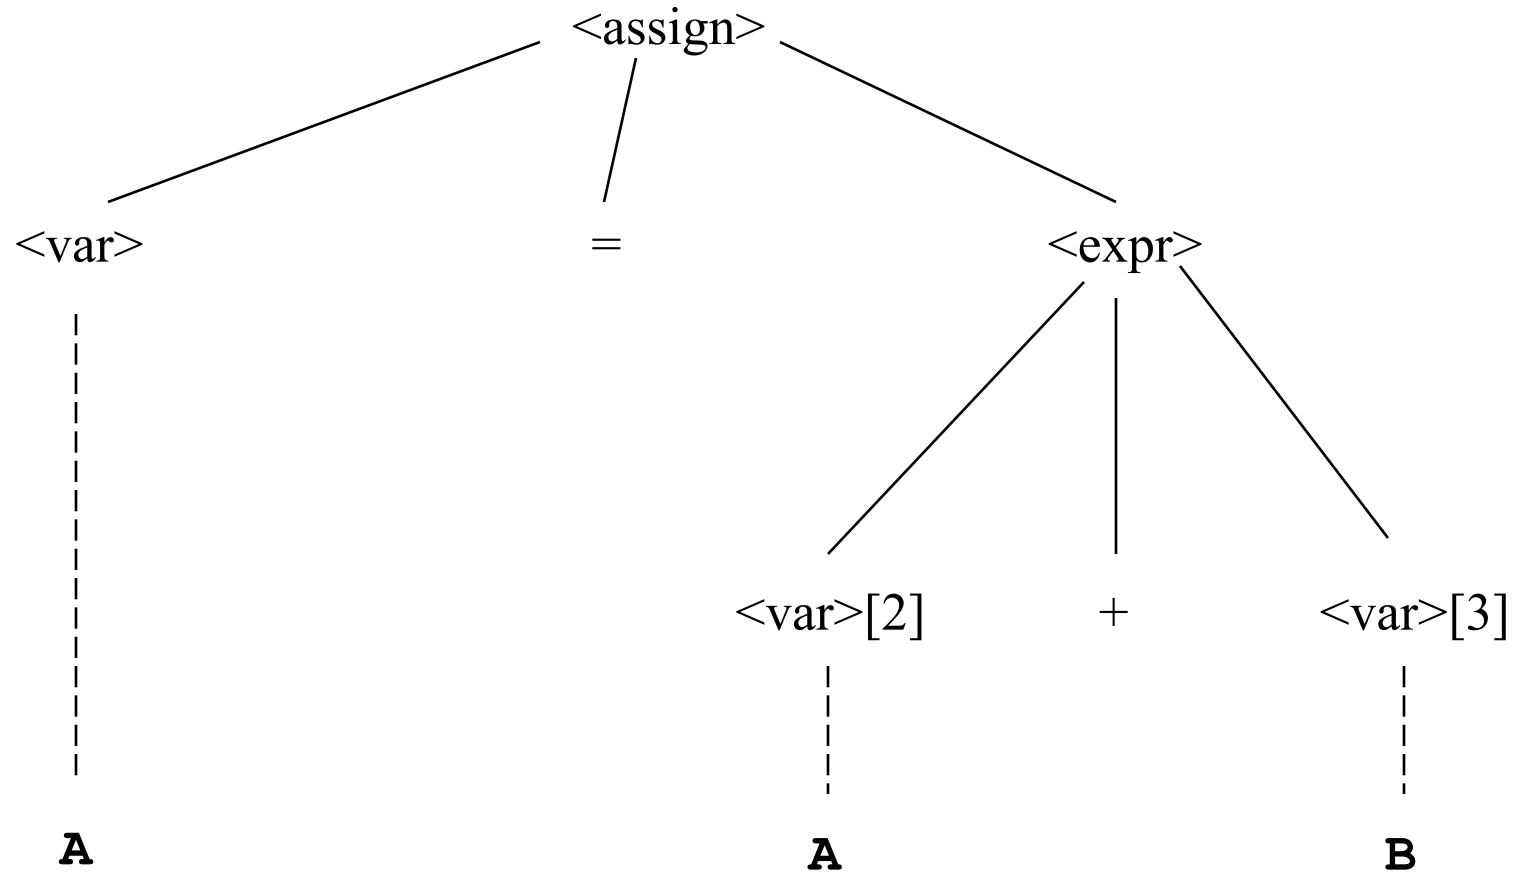 <assign>
<var> = <expr>
<var>[2] + <var>[3]
A A B